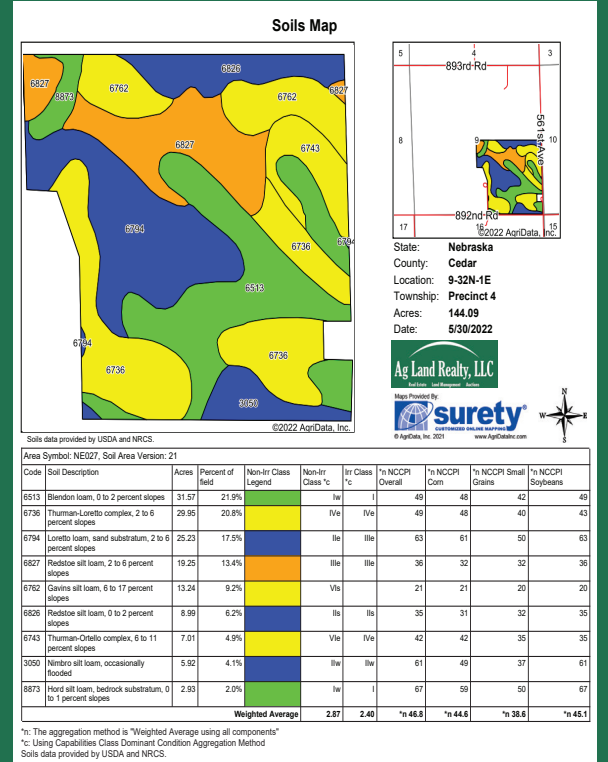 Soils Map
6826
6827
8873
6762
6762
6827
6827
6743
6794
6736
6794
6513
6794
6736
6736
3050
©2022 AgriData, Inc.
Soils data provided by USDA and NRCS.
5 4 3
893rd Rd
8 9 10
561st Ave
892nd Rd
17 16 15
©2022 AgriData, Inc.
State: Nebraska
County: Cedar
Location: 9-32N-1E
Township: Precinct 4
Acres: 144.09
Date: 5/30/2022
Ag Land Realty, LLC
Real Estate Land Management Auctions
Maps Provided By:
surety®
CUSTOMIZED ONLINE MAPPING
© AgriData, Inc. 2021 www.AgriDataInc.com
N
W E
S
Area Symbol: NE027, Soil Area Version: 21
Code Soil Description Acres Percent of field Non-Irr Class Legend Non-Irr Class *c Irr Class *c *n NCCPI Overall *n NCCPI Corn *n NCCPI Small Grains *n NCCPI Soybeans
6513 Blendon loam, 0 to 2 percent slopes 31.57 21.9% Iw I 49 48 42 49
6736 Thurman-Loretto complex, 2 to 6 percent slopes 29.95 20.8% IVe IVe 49 48 40 43
6794 Loretto loam, sand substratum, 2 to 6 percent slopes 25.23 17.5% IIe IIIe 63 61 50 63
6827 Redstoe silt loam, 2 to 6 percent slopes 19.25 13.4% IIIe IIIe 36 32 32 36
6762 Gavins silt loam, 6 to 17 percent slopes 13.24 9.2% VIs 21 21 20 20
6826 Redstoe silt loam, 0 to 2 percent slopes 8.99 6.2% IIs IIs 35 31 32 35
6743 Thurman-Ortello complex, 6 to 11 percent slopes 7.01 4.9% VIe IVe 42 42 35 35
3050 Nimbro silt loam, occasionally flooded 5.92 4.1% IIw IIw 61 49 37 61
8873 Hord silt loam, bedrock substratum, 0 to 1 percent slopes 2.93 2.0% Iw I 67 59 50 67
Weighted Average 2.87 2.40 *n 46.8 *n 44.6 *n 38.6 *n 45.1
*n: The aggregation method is "Weighted Average using all components"
*c: Using Capabilities Class Dominant Condition Aggregation Method
Soils data provided by USDA and NRCS.